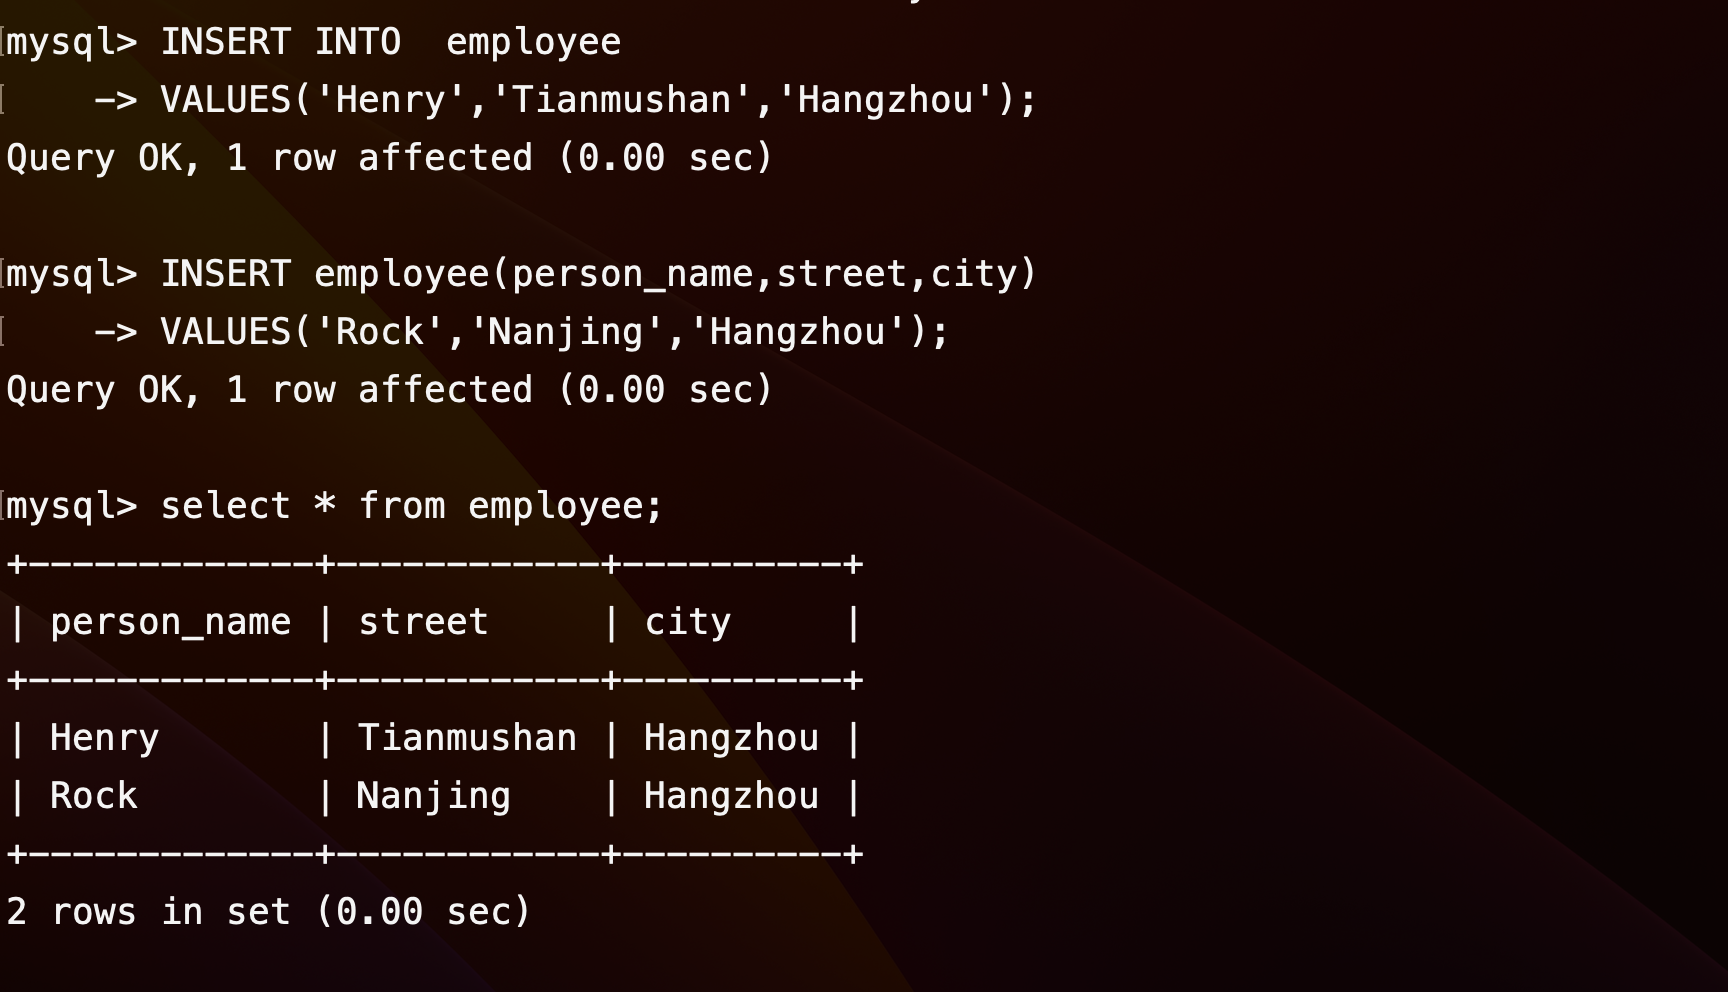 mysql> INSERT INTO  employee
    -> VALUES('Henry','Tianmushan','Hangzhou');
Query OK, 1 row affected (0.00 sec)
mysql> INSERT employee(person_name,street,city)
    -> VALUES('Rock','Nanjing','Hangzhou');
Query OK, 1 row affected (0.00 sec)
mysql> select * from employee;
+-------------+------------+----------+
| person_name | street     | city     |
+-------------+------------+----------+
| Henry       | Tianmushan | Hangzhou |
| Rock        | Nanjing    | Hangzhou |
+-------------+------------+----------+
2 rows in set (0.00 sec)